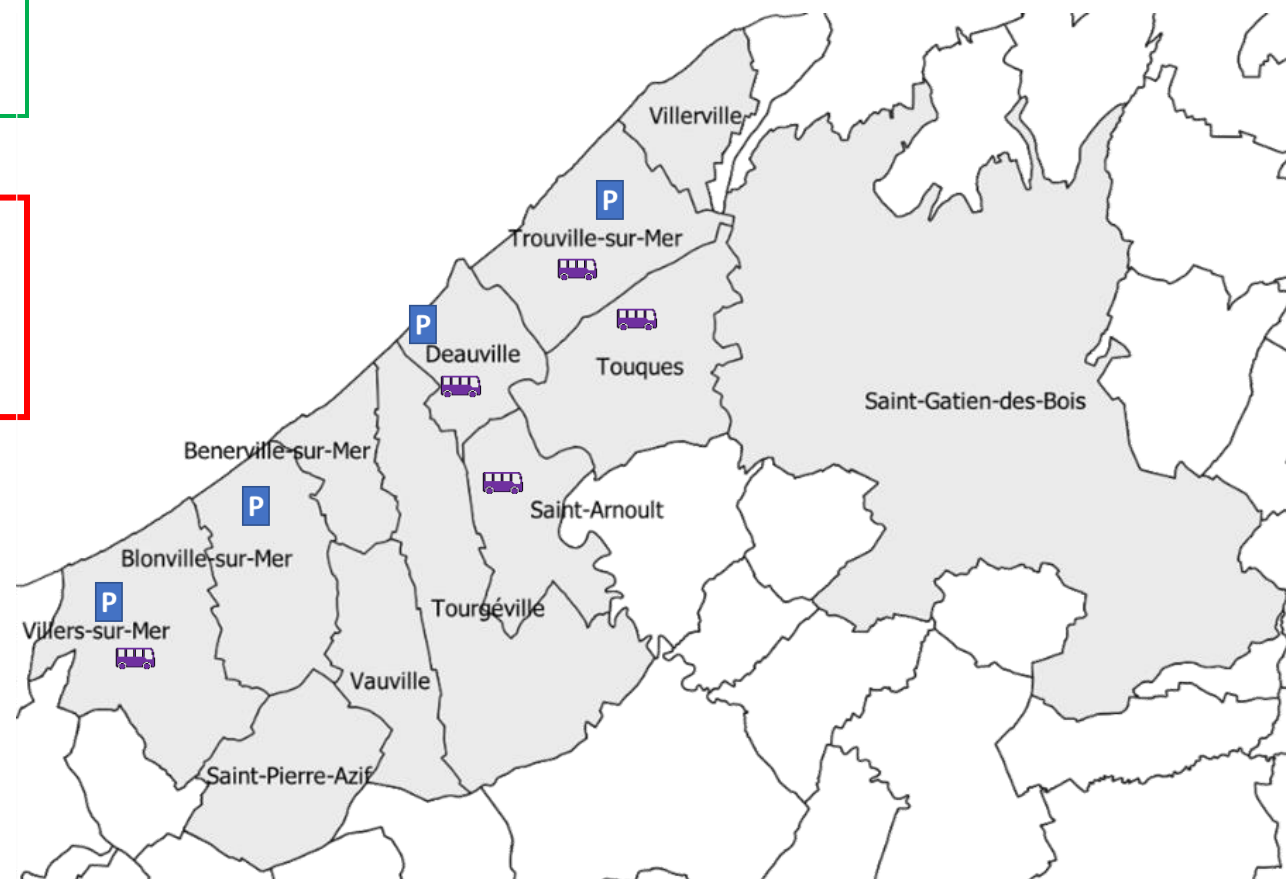 Villerville
P
Trouville-sur-Mer
P
Deauville
Touques
Saint-Gatien-des-Bois
Benerville-sur-Mer
P
Saint-Arnoult
Blonville-sur-Mer
P
Tourgéville
Villers-sur-Mer
Vauville
Saint-Pierre-Azif